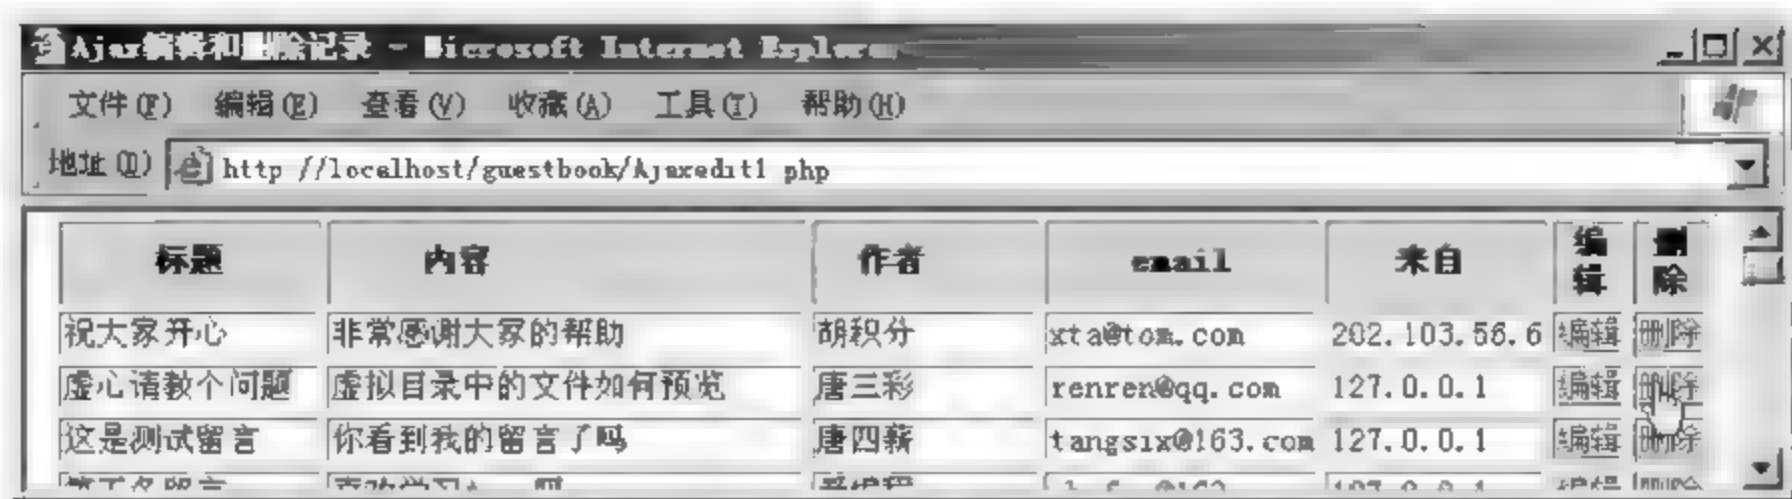 Ajax编辑和删除记录 - Microsoft Internet Explorer
文件(F) 编辑(E) 查看(V) 收藏(A) 工具(T) 帮助(H)
地址(D) http //localhost/guestbook/Ajaxedit1 php
标题 内容 作者 email 来自 编辑 删除
祝大家开心 非常感谢大家的帮助 胡积分 xta@tom.com 202.103.56.6 编辑 删除
虚心请教个问题 虚拟目录中的文件如何预览 唐三彩 renren@qq.com 127.0.0.1 编辑 删除
这是测试留言 你看到我的留言了吗 唐四薪 tangsix@163.com 127.0.0.1 编辑 删除